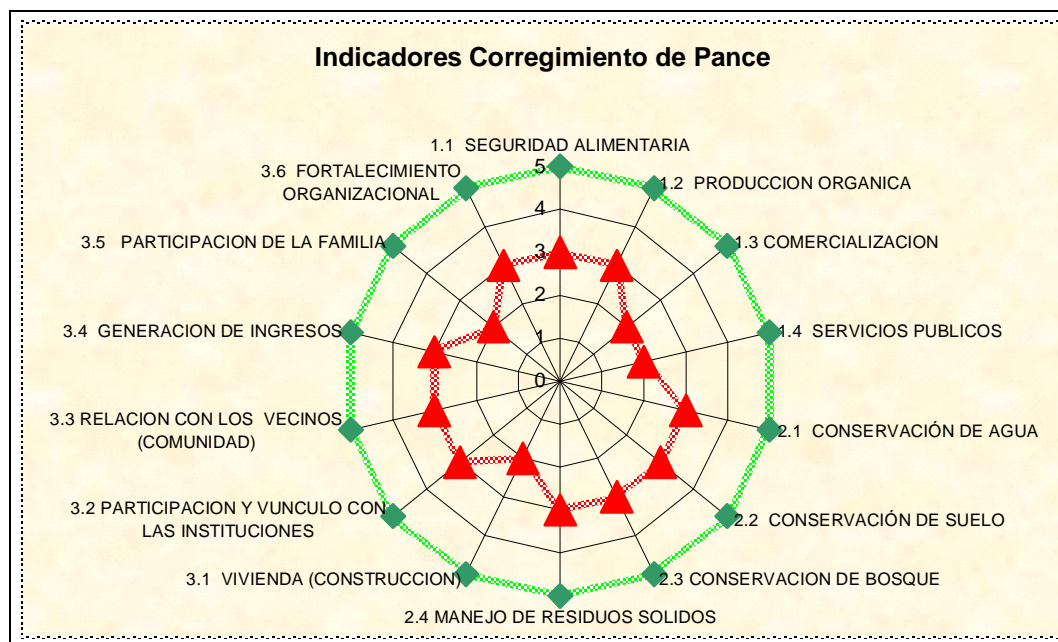 Indicadores Corregimiento de Pance
1.1 SEGURIDAD ALIMENTARIA
1.2 PRODUCCION ORGANICA
1.3 COMERCIALIZACION
1.4 SERVICIOS PUBLICOS
2.1 CONSERVACIÓN DE AGUA
2.2 CONSERVACIÓN DE SUELO
2.3 CONSERVACION DE BOSQUE
2.4 MANEJO DE RESIDUOS SOLIDOS
3.1 VIVIENDA (CONSTRUCCION)
3.2 PARTICIPACION Y VUNCULO CON
LAS INSTITUCIONES
3.3 RELACION CON LOS VECINOS
(COMUNIDAD)
3.4 GENERACION DE INGRESOS
3.5 PARTICIPACION DE LA FAMILIA
3.6 FORTALECIMIENTO
ORGANIZACIONAL
5
4
3
2
1
0